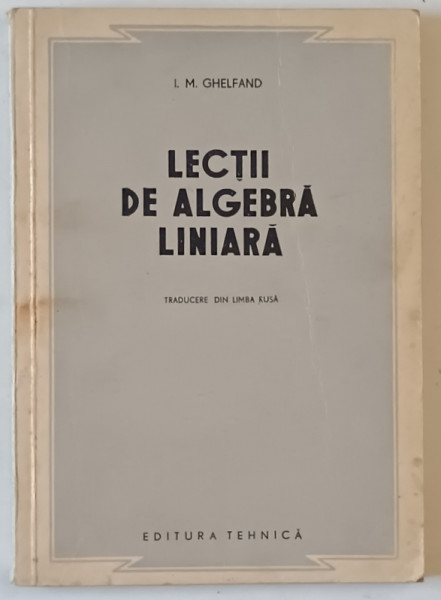 I. M. GHELFAND
LECȚII
DE ALGEBRĂ
LINIARĂ
TRADUCERE DIN LIMBA RUSĂ
EDITURA TEHNICĂ